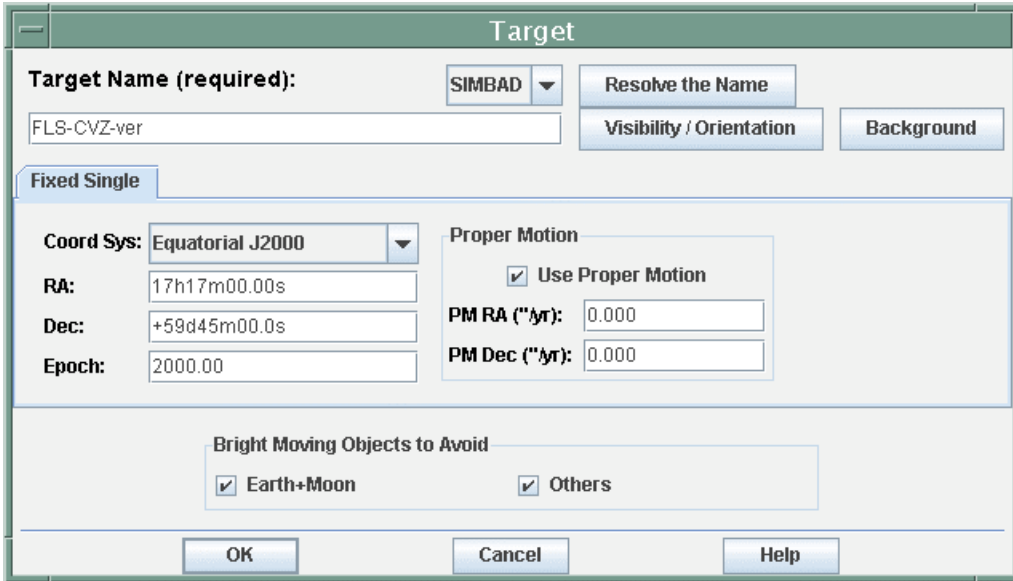 Target
Target Name (required):
SIMBAD
Resolve the Name
FLS-CVZ-ver
Visibility / Orientation
Background
Fixed Single
Coord Sys: Equatorial J2000
Proper Motion
Use Proper Motion
RA: 17h17m00.00s
PM RA ("/yr): 0.000
Dec: +59d45m00.0s
PM Dec ("/yr): 0.000
Epoch: 2000.00
Bright Moving Objects to Avoid
Earth+Moon
Others
OK
Cancel
Help